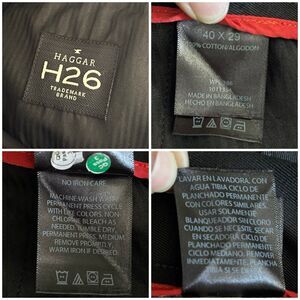 HAGGAR
H26
TRADEMARK
BRAND
40 X 29
100% COTTON/ALGODON
MADE IN BANGLADESH
HECHO EN BANGLADESH
NO IRON CARE
MACHINE WASH WARM
PERMANENT PRESS CYCLE
WITH LIKE COLORS. NON-
CHLORINE BLEACH AS
NEEDED. TUMBLE DRY,
PERMANENT PRESS, MEDIUM.
REMOVE PROMPTLY. WARM
IRON IF NEEDED.
LAVAR EN LAVADORA, CON
AGUA TIBIA CICLO DE
PLANCHADO PERMANENTE
CON COLORES SIMILARES.
USAR SOLAMENTE
BLANQUEADOR SIN CLORO
CUANDO SE NECESITE. SECAR
EN SECADORA CICLO DE
PLANCHADO PERMANENTE
CICLO MEDIANO. REMOVER
INMEDIATAMENTE. PLANCHA
TIBIA SI SE DESEA.